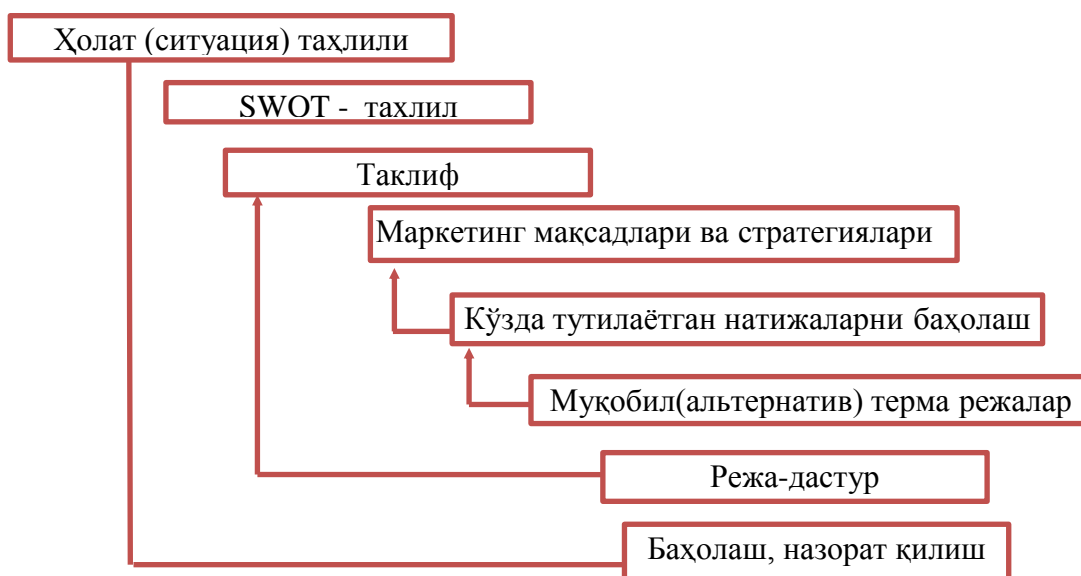 Ҳолат (ситуация) таҳлили
SWOT - тахлил
Таклиф
Маркетинг мақсадлари ва стратегиялари
Кўзда тутилаётган натижаларни баҳолаш
Муқобил(альтернатив) терма режалар
Режа-дастур
Баҳолаш, назорат қилиш